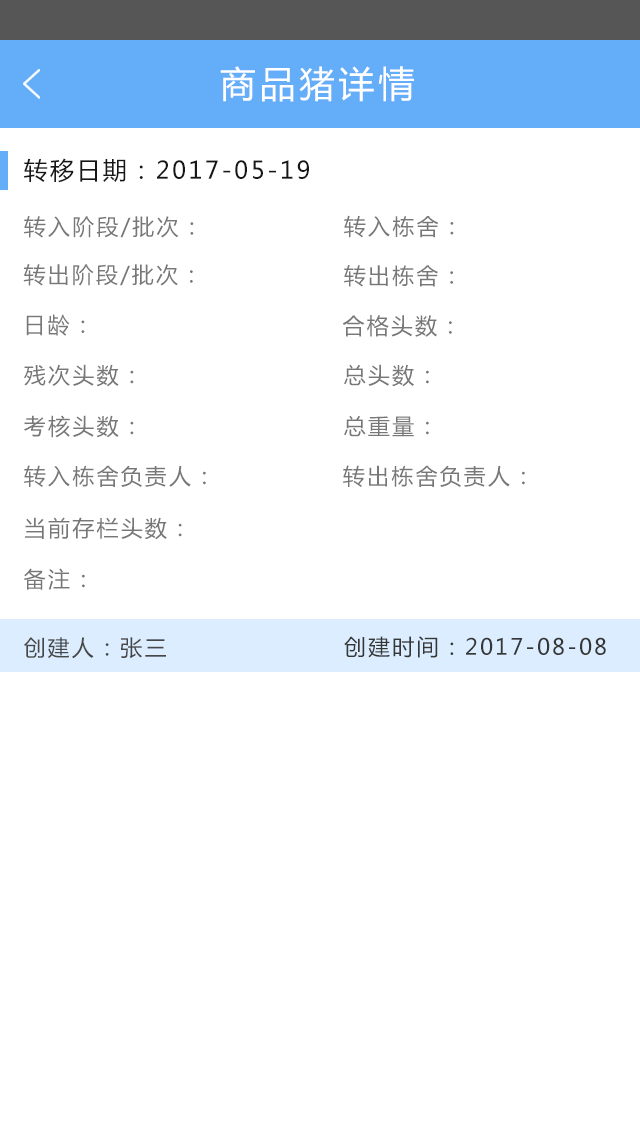 商品猪详情
转移日期：2017-05-19
转入阶段/批次： 转入栋舍：
转出阶段/批次： 转出栋舍：
日龄： 合格头数：
残次头数： 总头数：
考核头数： 总重量：
转入栋舍负责人： 转出栋舍负责人：
当前存栏头数：
备注：
创建人：张三 创建时间：2017-08-08